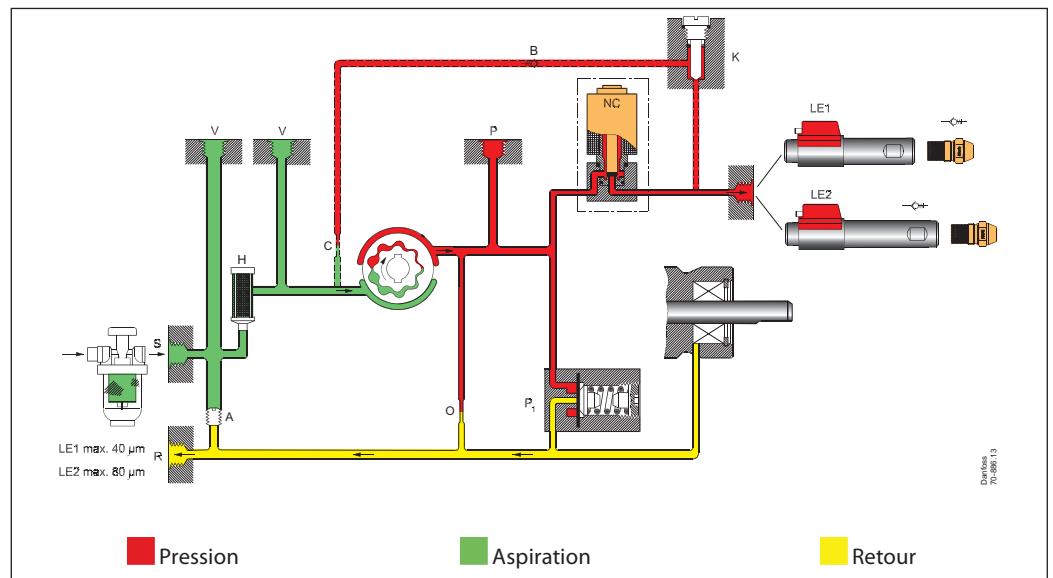 B
K
NC
LE1
V
V
P
LE2
C
H
S
P1
O
A
LE1 max. 40 µm
R
LE2 max. 80 µm
Danfoss
70-886.13
Pression
Aspiration
Retour